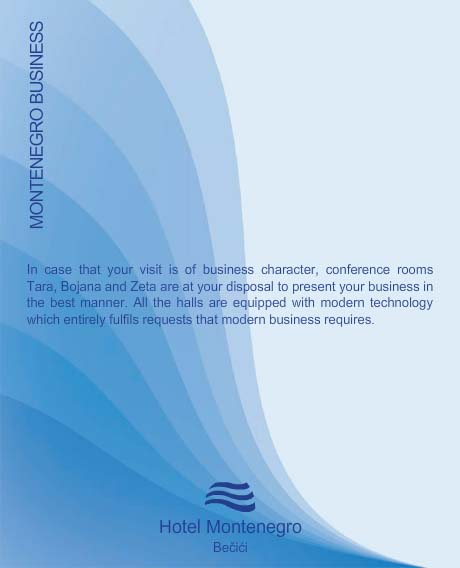 MONTENEGRO BUSINESS
In case that your visit is of business character, conference rooms
Tara, Bojana and Zeta are at your disposal to present your business in
the best manner. All the halls are equipped with modern technology
which entirely fulfils requests that modern business requires.
Hotel Montenegro
Bečići